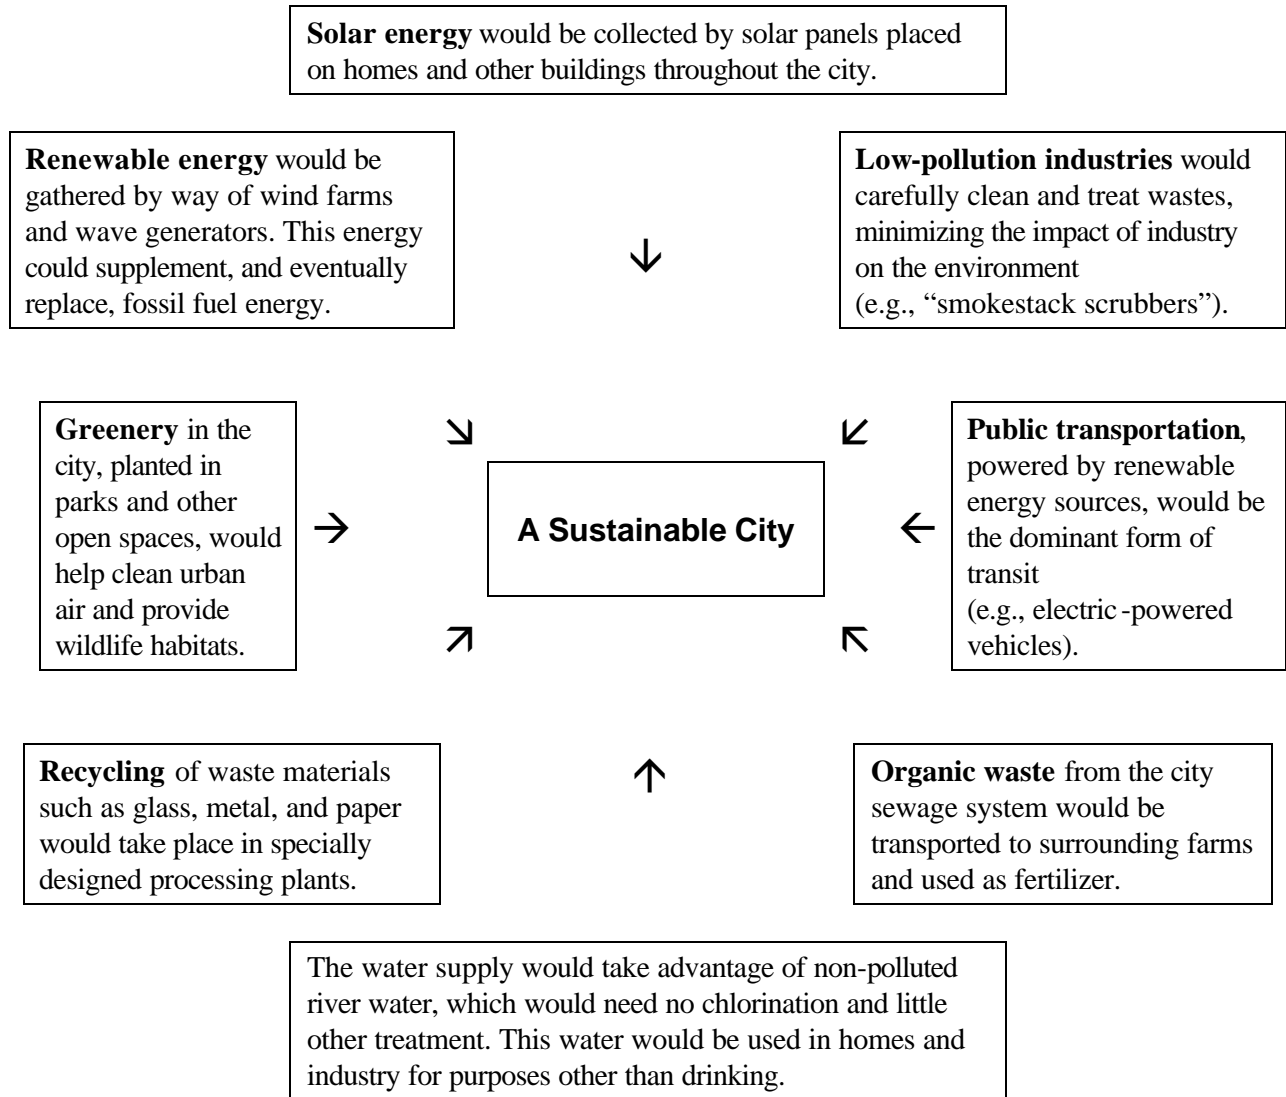 Solar energy would be collected by solar panels placed
on homes and other buildings throughout the city.
Renewable energy would be
gathered by way of wind farms
and wave generators. This energy
could supplement, and eventually
replace, fossil fuel energy.
Low-pollution industries would
carefully clean and treat wastes,
minimizing the impact of industry
on the environment
(e.g., “smokestack scrubbers”).
Greenery in the
city, planted in
parks and other
open spaces, would
help clean urban
air and provide
wildlife habitats.
A Sustainable City
Public transportation,
powered by renewable
energy sources, would be
the dominant form of
transit
(e.g., electric-powered
vehicles).
Recycling of waste materials
such as glass, metal, and paper
would take place in specially
designed processing plants.
Organic waste from the city
sewage system would be
transported to surrounding farms
and used as fertilizer.
The water supply would take advantage of non-polluted
river water, which would need no chlorination and little
other treatment. This water would be used in homes and
industry for purposes other than drinking.